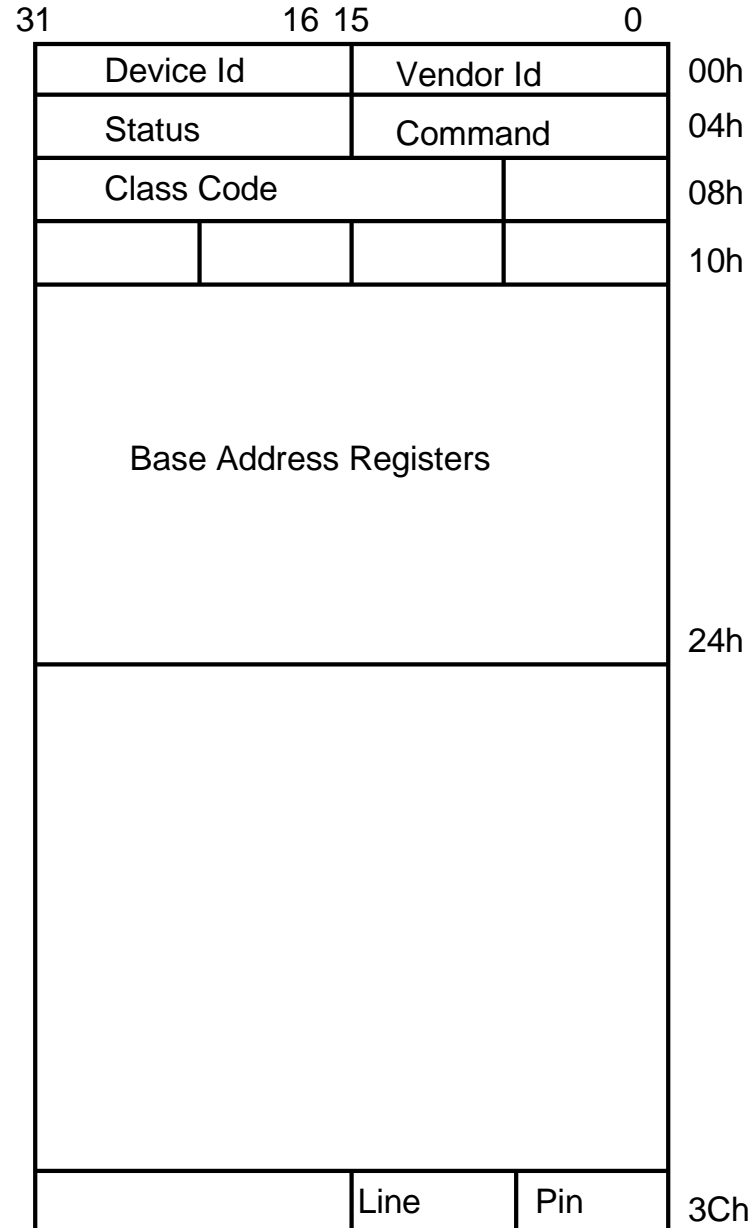 31 16 15 0
Device Id Vendor Id 00h
Status Command 04h
Class Code 08h
10h
Base Address Registers
24h
Line Pin 3Ch